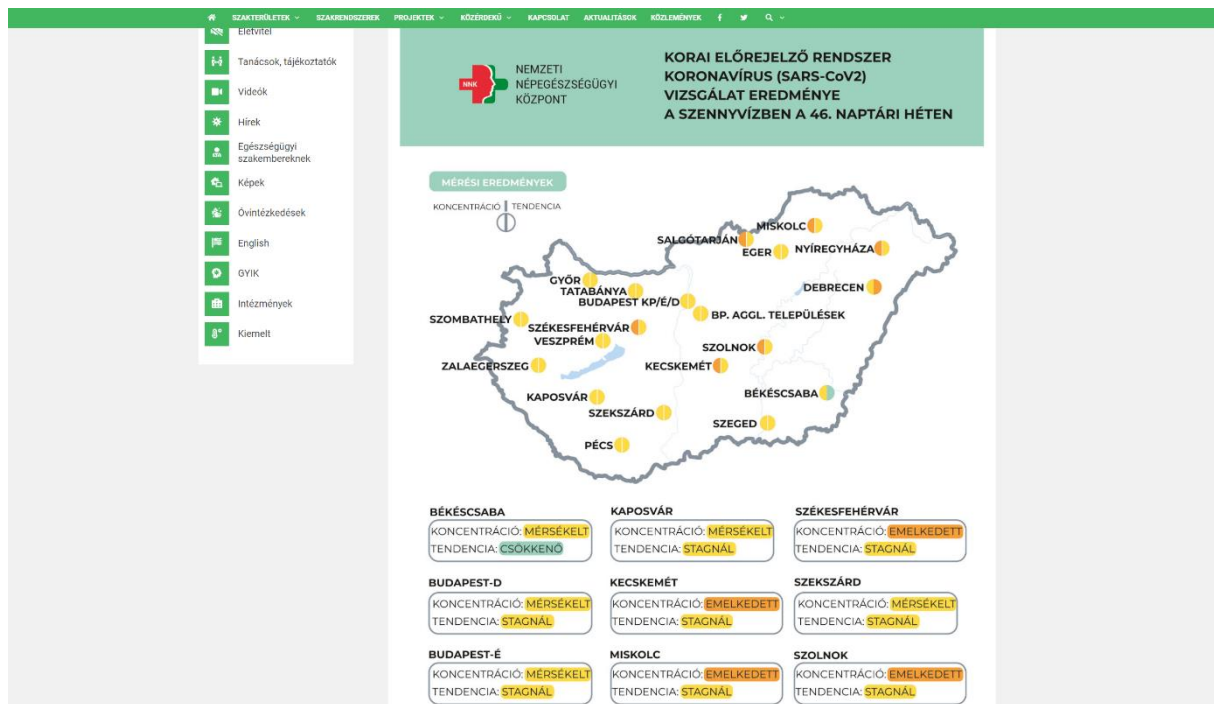 SZAKTERÜLETEK SZAKRENDSZEREK PROJEKTEK KÖZÉRDEKŰ KAPCSOLAT AKTUALITÁSOK KÖZLEMÉNYEK
Életvitel
Tanácsok, tájékoztatók
Videók
Hírek
Egészségügyi
szakembereknek
Képek
Óvintézkedések
English
GYIK
Intézmények
Kiemelt
NNK
NEMZETI
NÉPEGÉSZSÉGÜGYI
KÖZPONT
KORAI ELŐREJELZŐ RENDSZER
KORONAVÍRUS (SARS-CoV2)
VIZSGÁLAT EREDMÉNYE
A SZENNYVÍZBEN A 46. NAPTÁRI HÉTEN
MÉRÉSI EREDMÉNYEK
KONCENTRÁCIÓ TENDENCIA
MISKOLC
SALGÓTARJÁN
EGER
NYÍREGYHÁZA
GYŐR
TATABÁNYA
DEBRECEN
BUDAPEST KP/É/D
BP. AGGL. TELEPÜLÉSEK
SZOMBATHELY
SZÉKESFEHÉRVÁR
VESZPRÉM
SZOLNOK
ZALAEGERSZEG
KECSKEMÉT
KAPOSVÁR
BÉKÉSCSABA
SZEKSZÁRD
SZEGED
PÉCS
BÉKÉSCSABA
KONCENTRÁCIÓ: MÉRSÉKELT
TENDENCIA: CSÖKKENŐ
KAPOSVÁR
KONCENTRÁCIÓ: MÉRSÉKELT
TENDENCIA: STAGNÁL
SZÉKESFEHÉRVÁR
KONCENTRÁCIÓ: EMELKEDETT
TENDENCIA: STAGNÁL
BUDAPEST-D
KONCENTRÁCIÓ: MÉRSÉKELT
TENDENCIA: STAGNÁL
KECSKEMÉT
KONCENTRÁCIÓ: EMELKEDETT
TENDENCIA: STAGNÁL
SZEKSZÁRD
KONCENTRÁCIÓ: MÉRSÉKELT
TENDENCIA: STAGNÁL
BUDAPEST-É
KONCENTRÁCIÓ: MÉRSÉKELT
TENDENCIA: STAGNÁL
MISKOLC
KONCENTRÁCIÓ: EMELKEDETT
TENDENCIA: STAGNÁL
SZOLNOK
KONCENTRÁCIÓ: EMELKEDETT
TENDENCIA: STAGNÁL